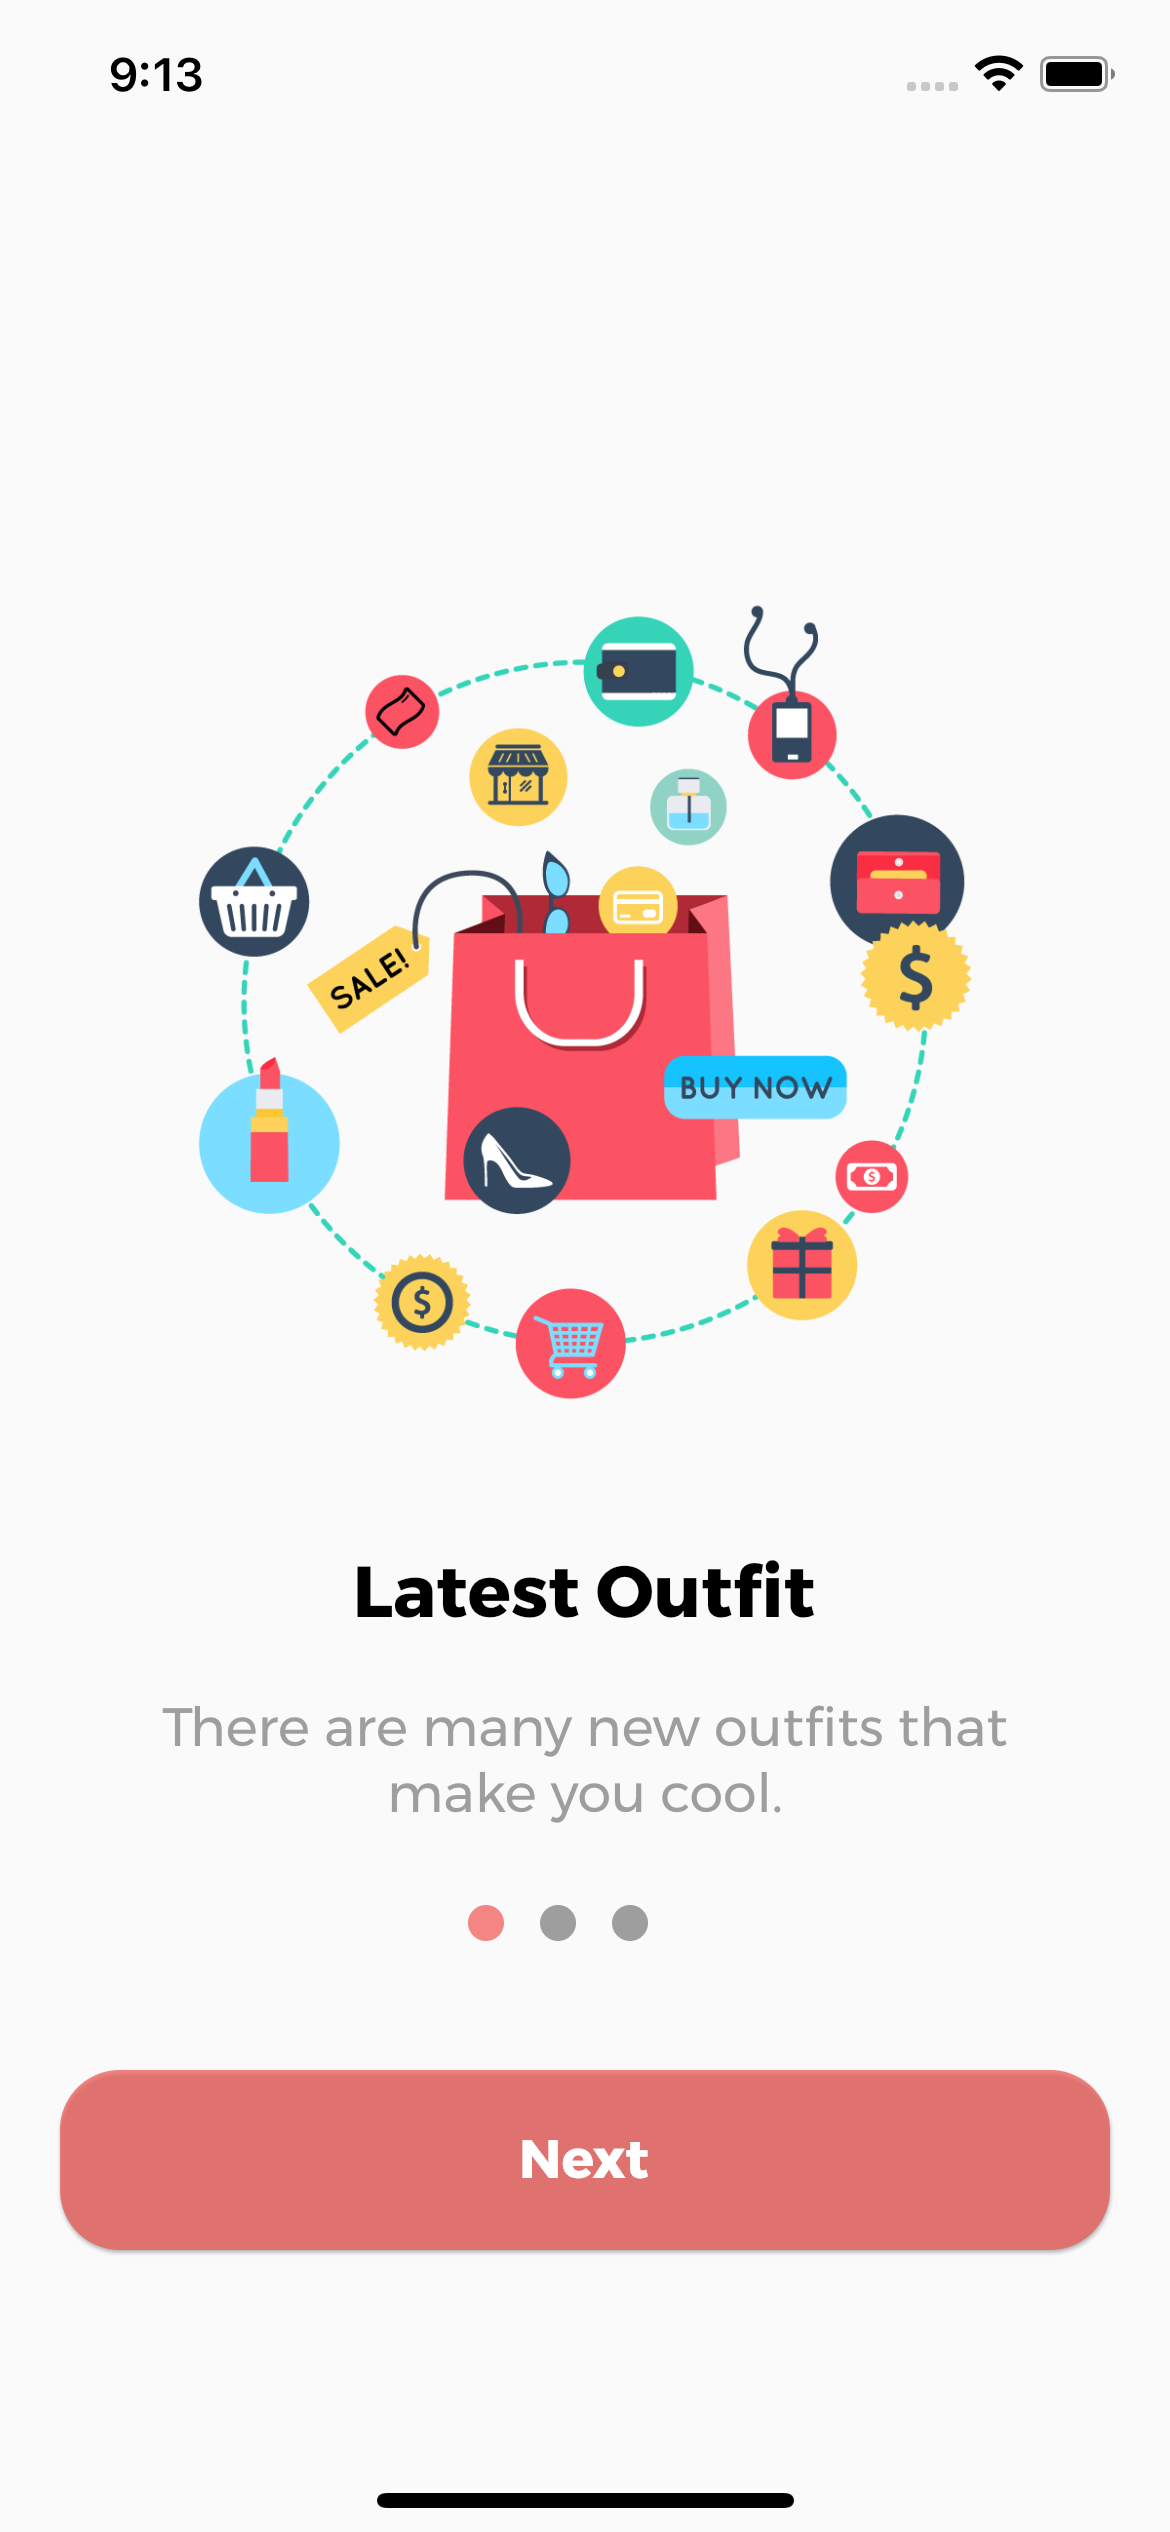 9:13
SALE!
$
BUY NOW
$
$
Latest Outfit
There are many new outfits that
make you cool.
Next